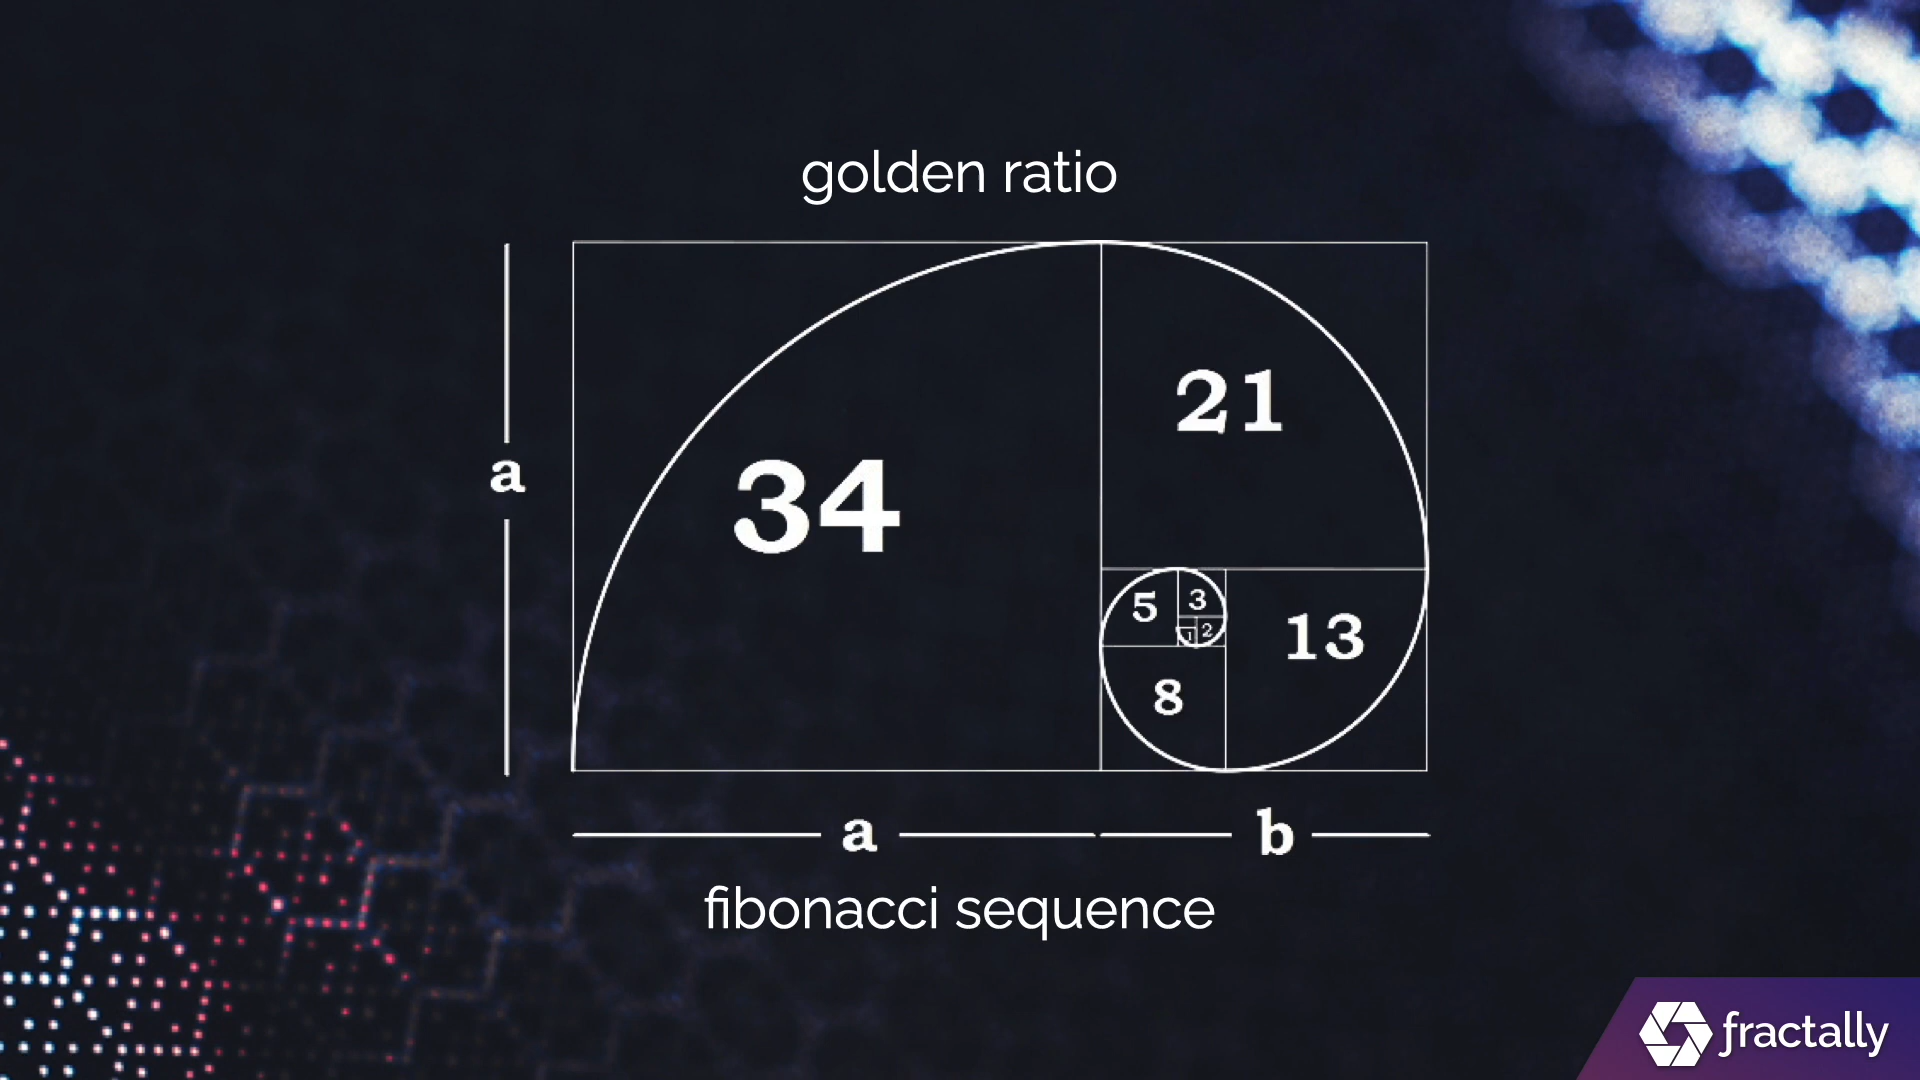 golden ratio
21
a
34
5
3
1
2
13
8
a
b
fibonacci sequence
fractally